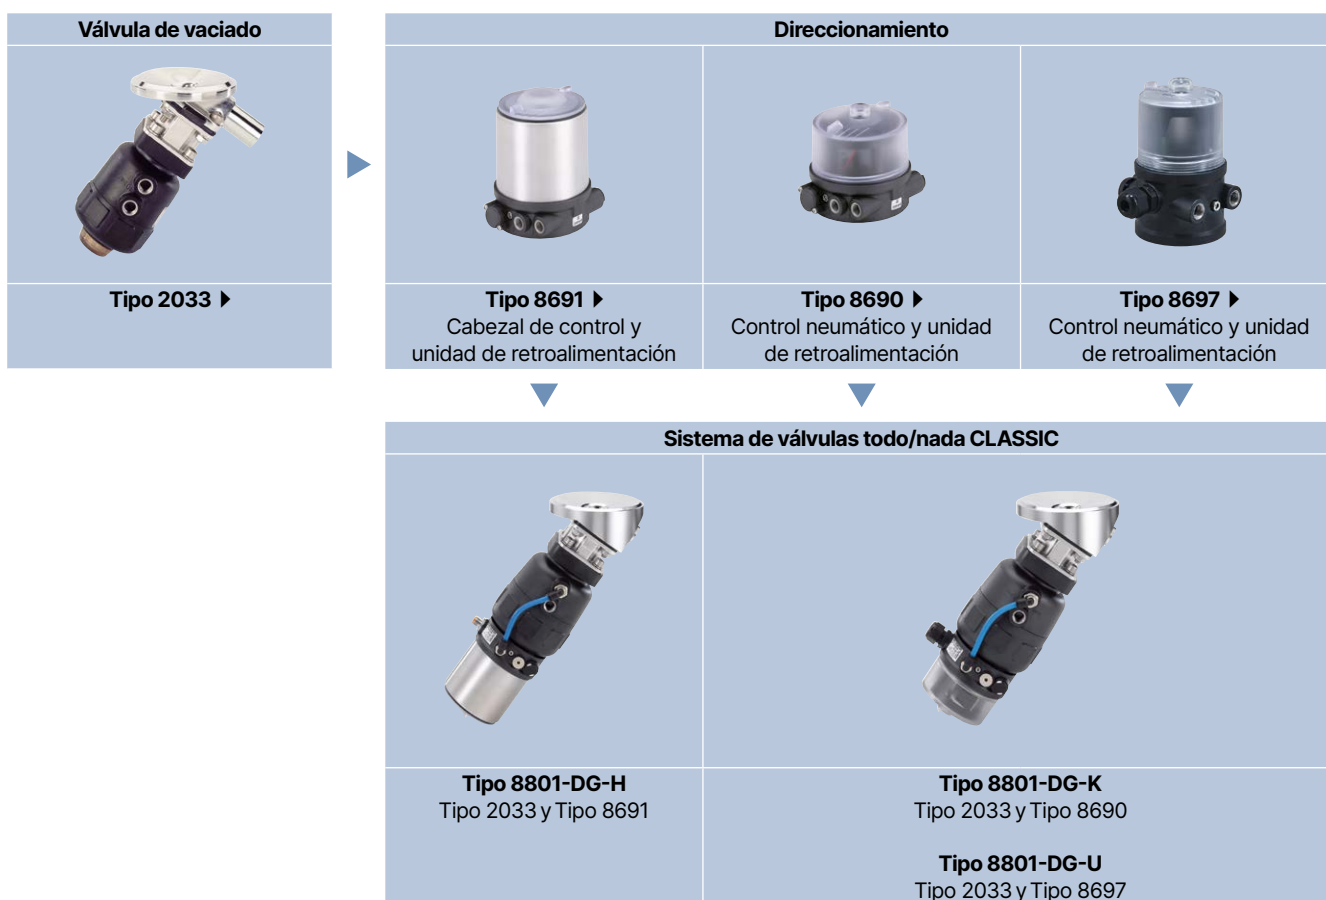 Válvula de vaciado
Direccionamiento
Tipo 2033
Tipo 8691
Cabezal de control y
unidad de retroalimentación
Tipo 8690
Control neumático y unidad
de retroalimentación
Tipo 8697
Control neumático y unidad
de retroalimentación
Sistema de válvulas todo/nada CLASSIC
Tipo 8801-DG-H
Tipo 2033 y Tipo 8691
Tipo 8801-DG-K
Tipo 2033 y Tipo 8690
Tipo 8801-DG-U
Tipo 2033 y Tipo 8697